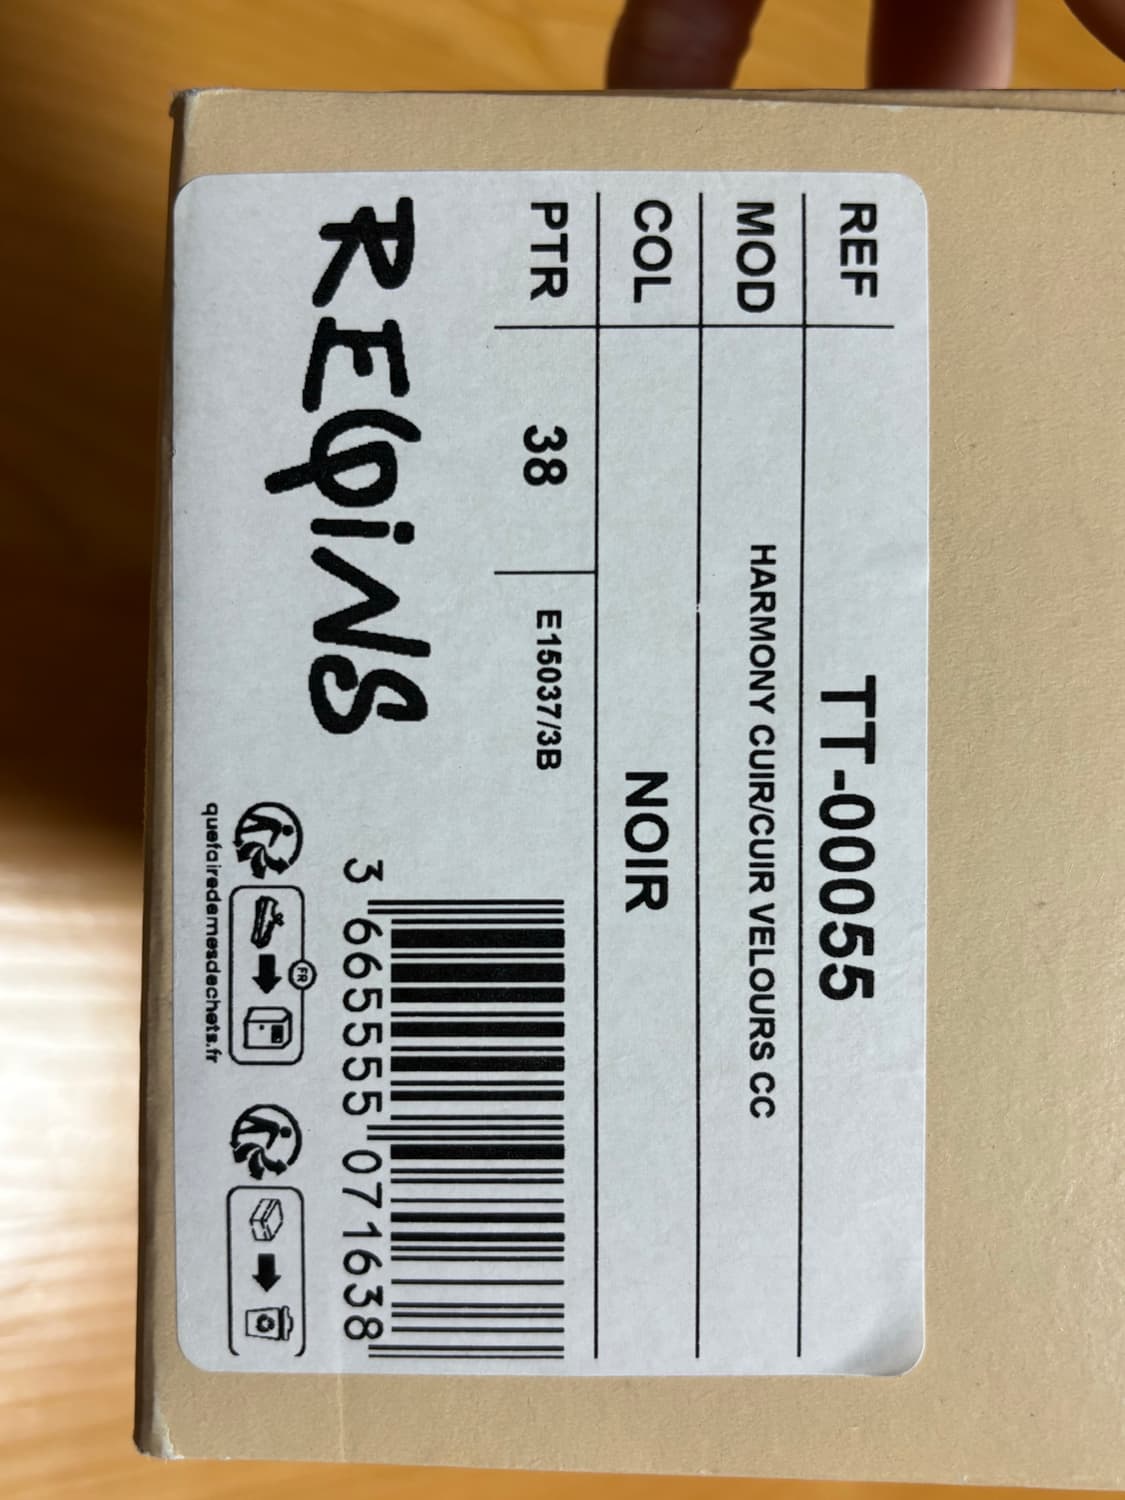 REF TT-00055
MOD HARMONY CUIR/CUIR VELOURS CC
COL NOIR
PTR 38 E15037/3B
REQiNS
3 665555 071638
FR
quefairedemesdechets.fr